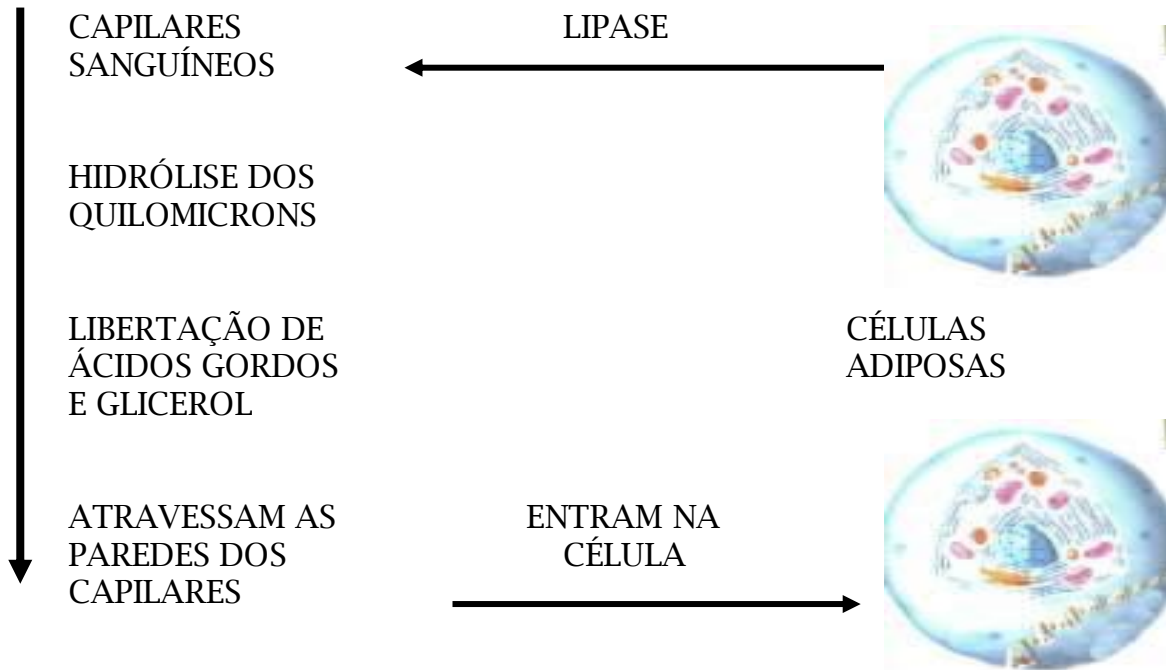 CAPILARES
SANGUÍNEOS
LIPASE
HIDRÓLISE DOS
QUILOMICRONS
LIBERTAÇÃO DE
ÁCIDOS GORDOS
E GLICEROL
CÉLULAS
ADIPOSAS
ATRAVESSAM AS
PAREDES DOS
CAPILARES
ENTRAM NA
CÉLULA